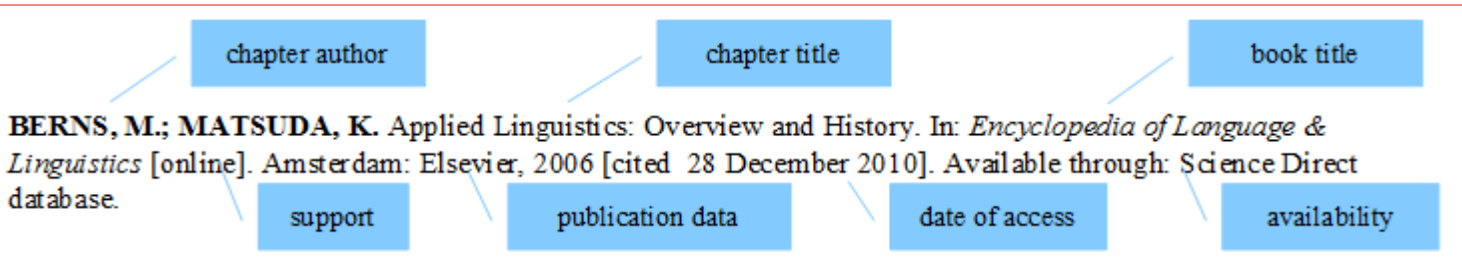 chapter author
chapter title
book title
BERNS, M.; MATSUDA, K. Applied Linguistics: Overview and History. In: Encyclopedia of Language &
Linguistics [online]. Amsterdam: Elsevier, 2006 [cited 28 December 2010]. Available through: Science Direct
database.
support
publication data
date of access
availability